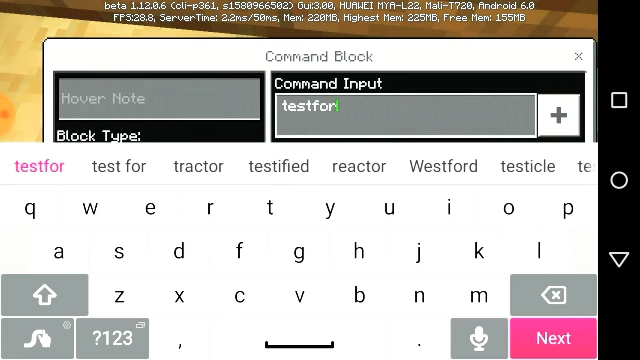 beta 1.12.0.6 (cli-p361, s1580966502) Gui:3.00, HUAWEI MYA-L22, Mali-T720, Android 6.0
FPS:28.8, ServerTime: 2.2ms/50ms, Mem: 220MB, Highest Mem: 225MB, Free Mem: 155MB
Command Block
×
Hover Note
Command Input
testfor
+
Block Type:
testfor test for tractor testified reactor Westford testicle te
q w e r t y u i o p
a s d f g h j k l
z x c v b n m
?123 , . Next